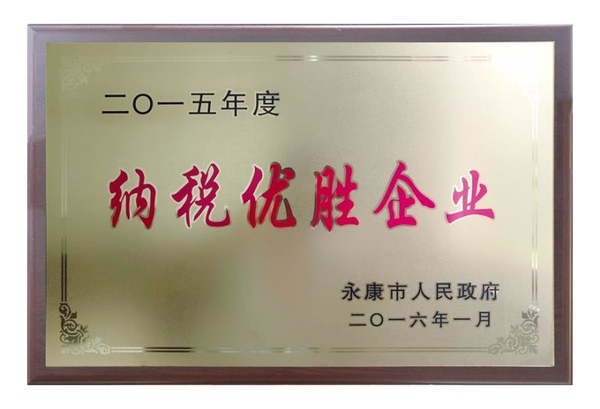 二〇一五年度
纳税优胜企业
永康市人民政府
二〇一六年一月